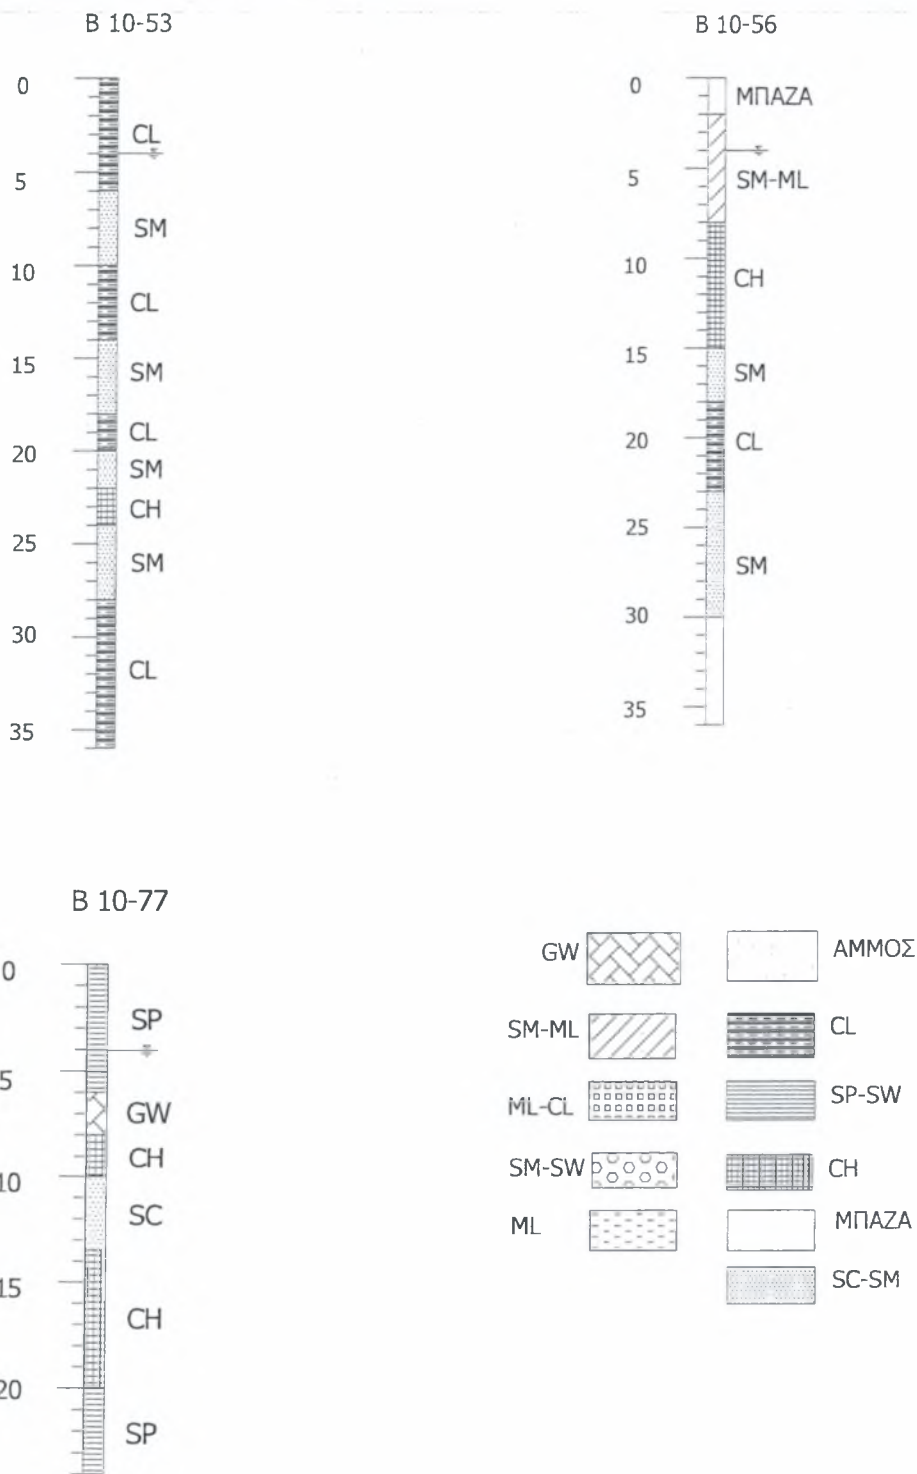 B 10-53
0
CL
5
SM
10
CL
15
SM
CL
20
SM
CH
25
SM
30
CL
35
B 10-56
0
ΜΠΑΖΑ
5
SM-ML
10
CH
15
SM
20
CL
25
SM
30
35
B 10-77
0
SP
5
GW
CH
10
SC
15
CH
20
SP
GW
ΑΜΜΟΣ
SM-ML
CL
ML-CL
SP-SW
SM-SW
CH
ML
ΜΠΑΖΑ
SC-SM